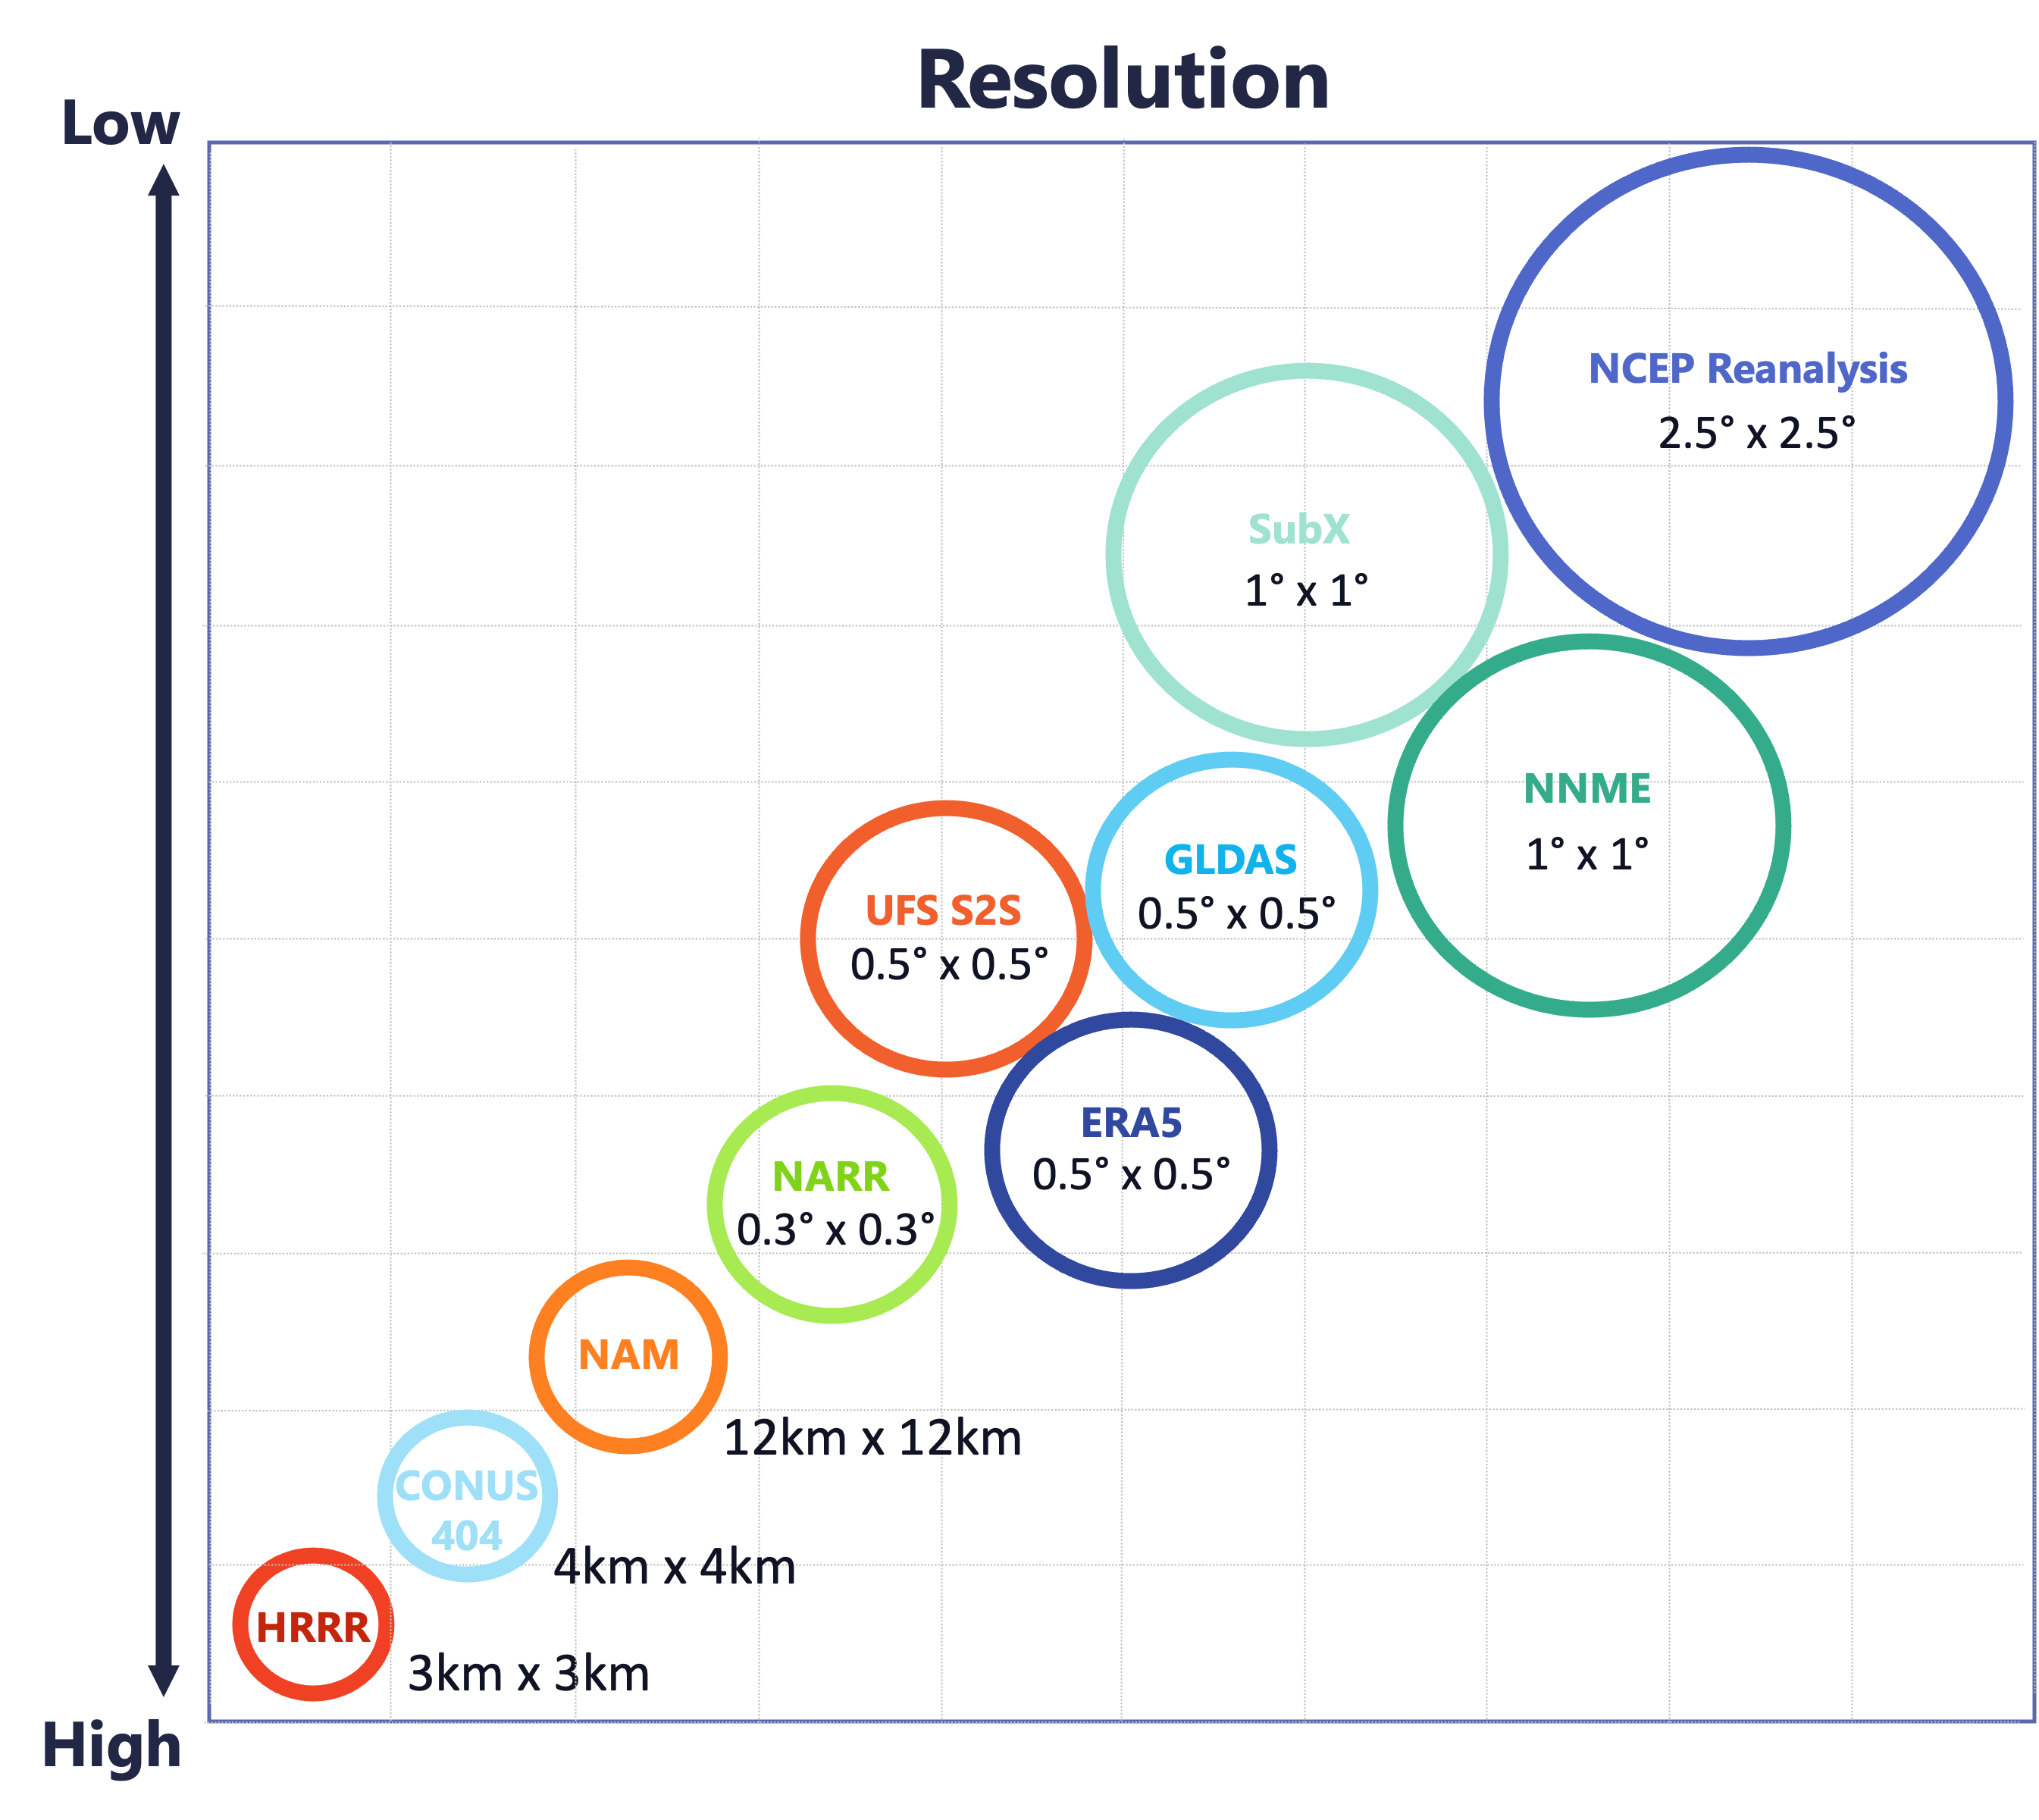 Resolution
Low
NCEP Reanalysis
2.5° x 2.5°
SubX
1° x 1°
NNME
1° x 1°
GLDAS
0.5° x 0.5°
UFS S2S
0.5° x 0.5°
ERA5
0.5° x 0.5°
NARR
0.3° x 0.3°
NAM
12km x 12km
CONUS
404
4km x 4km
HRRR
3km x 3km
High